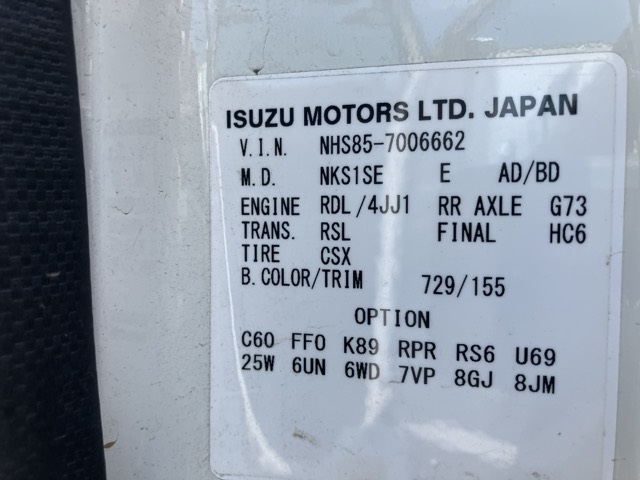 ISUZU MOTORS LTD. JAPAN
V.I.N. NHS85-7006662
M.D. NKS1SE E AD/BD
ENGINE RDL/4JJ1 RR AXLE G73
TRANS. RSL FINAL HC6
TIRE CSX
B.COLOR/TRIM 729/155
OPTION
C60 FF0 K89 RPR RS6 U69
25W 6UN 6WD 7VP 8GJ 8JM